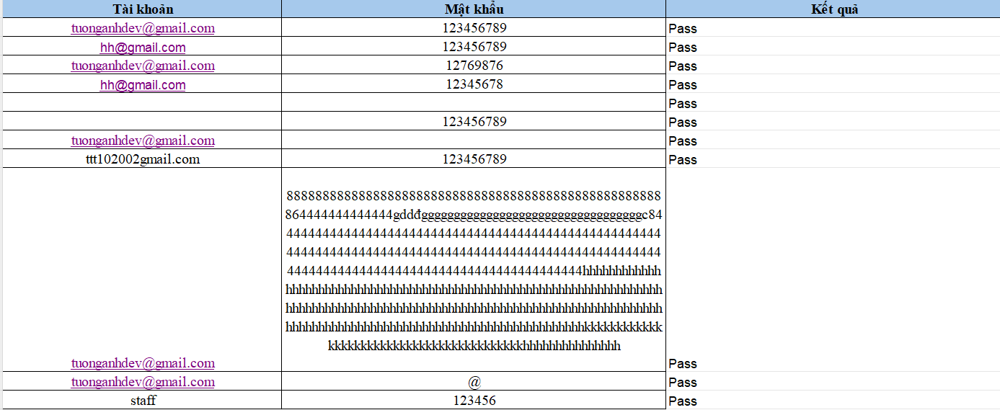 Tài khoản Mật khẩu Kết quả
tuonganhdev@gmail.com 123456789 Pass
hh@gmail.com 123456789 Pass
tuonganhdev@gmail.com 12769876 Pass
hh@gmail.com 12345678 Pass
Pass
123456789 Pass
tuonganhdev@gmail.com Pass
ttt102002gmail.com 123456789 Pass
tuonganhdev@gmail.com Pass
tuonganhdev@gmail.com @ Pass
staff 123456 Pass